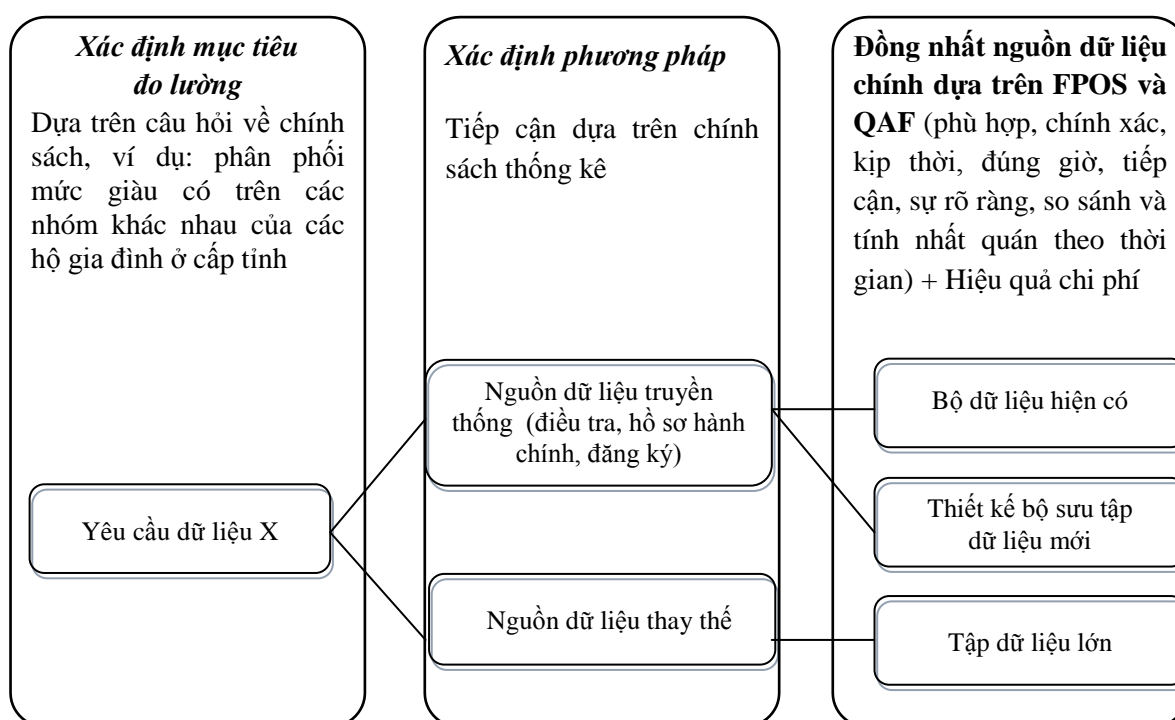 Xác định mục tiêu
đo lường
Dựa trên câu hỏi về chính
sách, ví dụ: phân phối
mức giàu có trên các
nhóm khác nhau của các
hộ gia đình ở cấp tỉnh
Yêu cầu dữ liệu X
Xác định phương pháp
Tiếp cận dựa trên chính
sách thống kê
Nguồn dữ liệu truyền
thống (điều tra, hồ sơ hành
chính, đăng ký)
Nguồn dữ liệu thay thế
Đồng nhất nguồn dữ liệu
chính dựa trên FPOS và
QAF (phù hợp, chính xác,
kịp thời, đúng giờ, tiếp
cận, sự rõ ràng, so sánh và
tính nhất quán theo thời
gian) + Hiệu quả chi phí
Bộ dữ liệu hiện có
Thiết kế bộ sưu tập
dữ liệu mới
Tập dữ liệu lớn